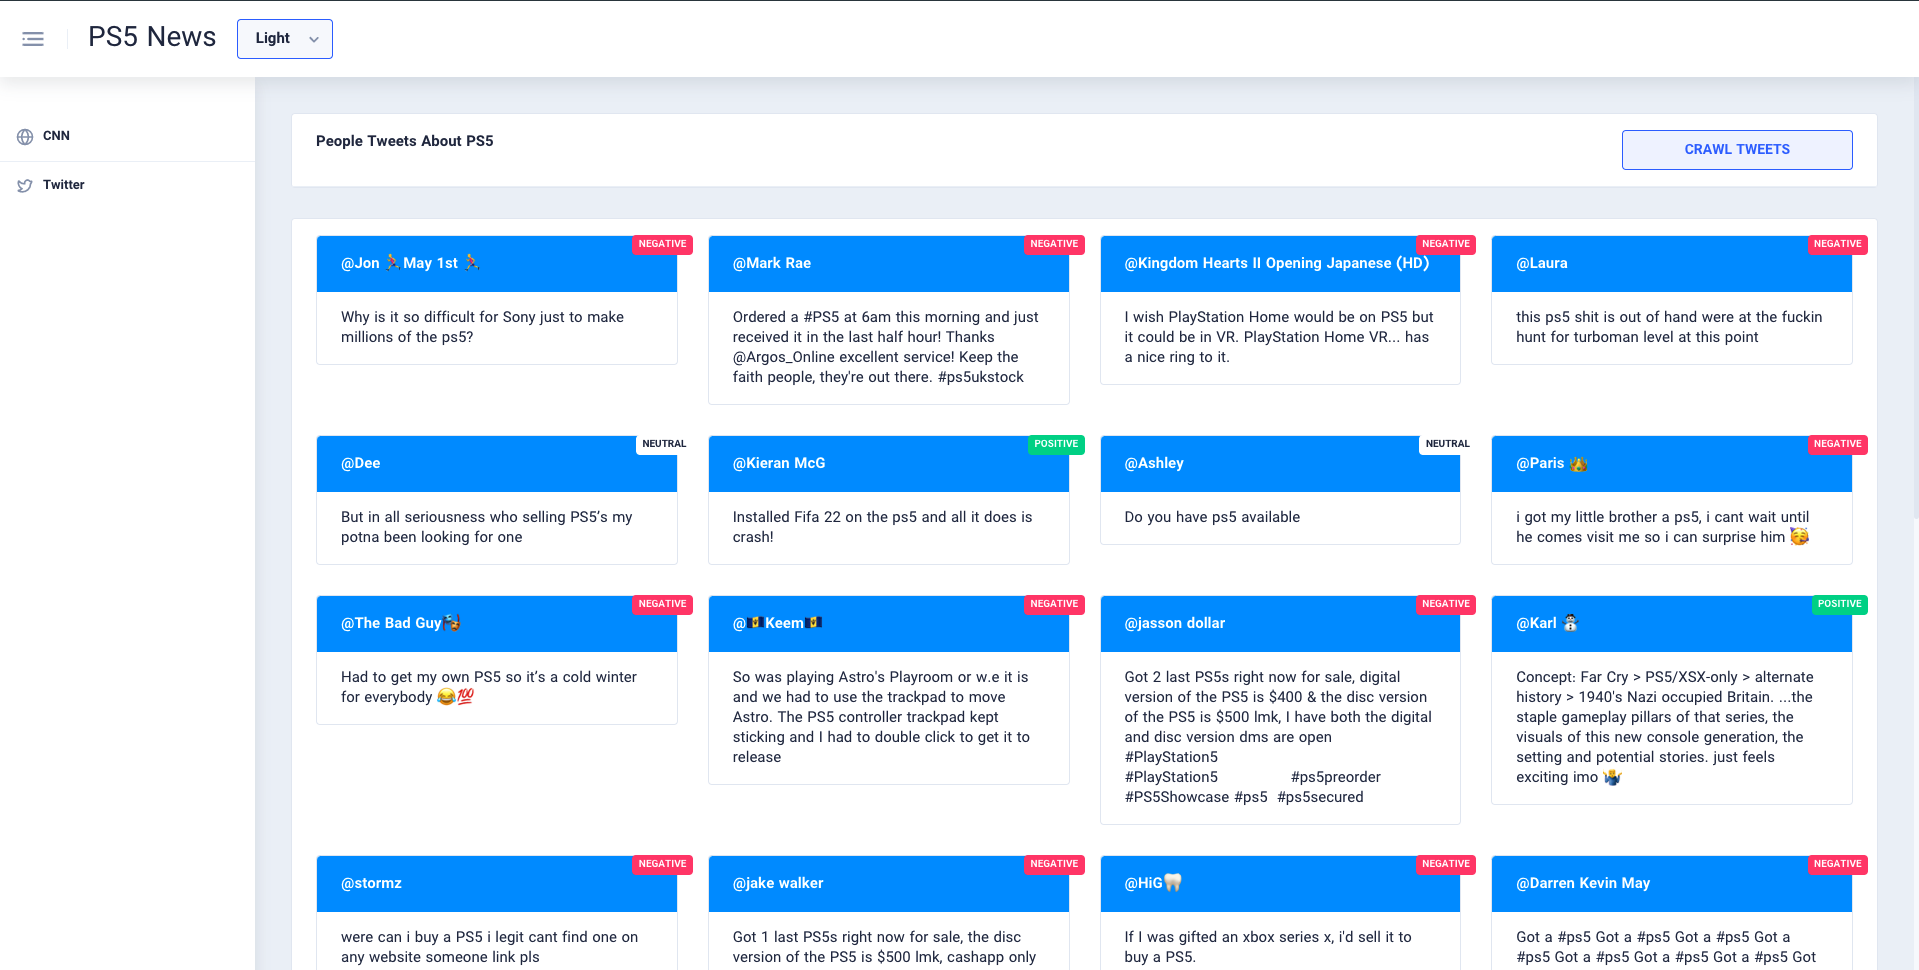 PS5 News
Light
CNN
Twitter
People Tweets About PS5
CRAWL TWEETS
NEGATIVE
@Jon 🏃🏽‍♂️May 1st 🏃🏽‍♂️
Why is it so difficult for Sony just to make
millions of the ps5?
NEGATIVE
@Mark Rae
Ordered a #PS5 at 6am this morning and just
received it in the last half hour! Thanks
@Argos_Online excellent service! Keep the
faith people, they're out there. #ps5ukstock
NEGATIVE
@Kingdom Hearts II Opening Japanese (HD)
I wish PlayStation Home would be on PS5 but
it could be in VR. PlayStation Home VR... has
a nice ring to it.
NEGATIVE
@Laura
this ps5 shit is out of hand were at the fuckin
hunt for turboman level at this point
NEUTRAL
@Dee
But in all seriousness who selling PS5’s my
potna been looking for one
POSITIVE
@Kieran McG
Installed Fifa 22 on the ps5 and all it does is
crash!
NEUTRAL
@Ashley
Do you have ps5 available
NEGATIVE
@Paris
i got my little brother a ps5, i cant wait until
he comes visit me so i can surprise him 🥳
NEGATIVE
@The Bad Guy
Had to get my own PS5 so it’s a cold winter
for everybody 😂💯
NEGATIVE
@🇧🇧Keem🇧🇧
So was playing Astro's Playroom or w.e it is
and we had to use the trackpad to move
Astro. The PS5 controller trackpad kept
sticking and I had to double click to get it to
release
NEGATIVE
@jasson dollar
Got 2 last PS5s right now for sale, digital
version of the PS5 is $400 & the disc version
of the PS5 is $500 lmk, I have both the digital
and disc version dms are open
#PlayStation5
#PlayStation5 #ps5preorder
#PS5Showcase #ps5 #ps5secured
POSITIVE
@Karl ⛄
Concept: Far Cry > PS5/XSX-only > alternate
history > 1940's Nazi occupied Britain. ...the
staple gameplay pillars of that series, the
visuals of this new console generation, the
setting and potential stories. just feels
exciting imo 🤷‍♂️
NEGATIVE
@stormz
were can i buy a PS5 i legit cant find one on
any website someone link pls
NEGATIVE
@jake walker
Got 1 last PS5s right now for sale, the disc
version of the PS5 is $500 lmk, cashapp only
NEGATIVE
@HiG🦷
If I was gifted an xbox series x, i'd sell it to
buy a PS5.
NEGATIVE
@Darren Kevin May
Got a #ps5 Got a #ps5 Got a #ps5 Got a
#ps5 Got a #ps5 Got a #ps5 Got a #ps5 Got